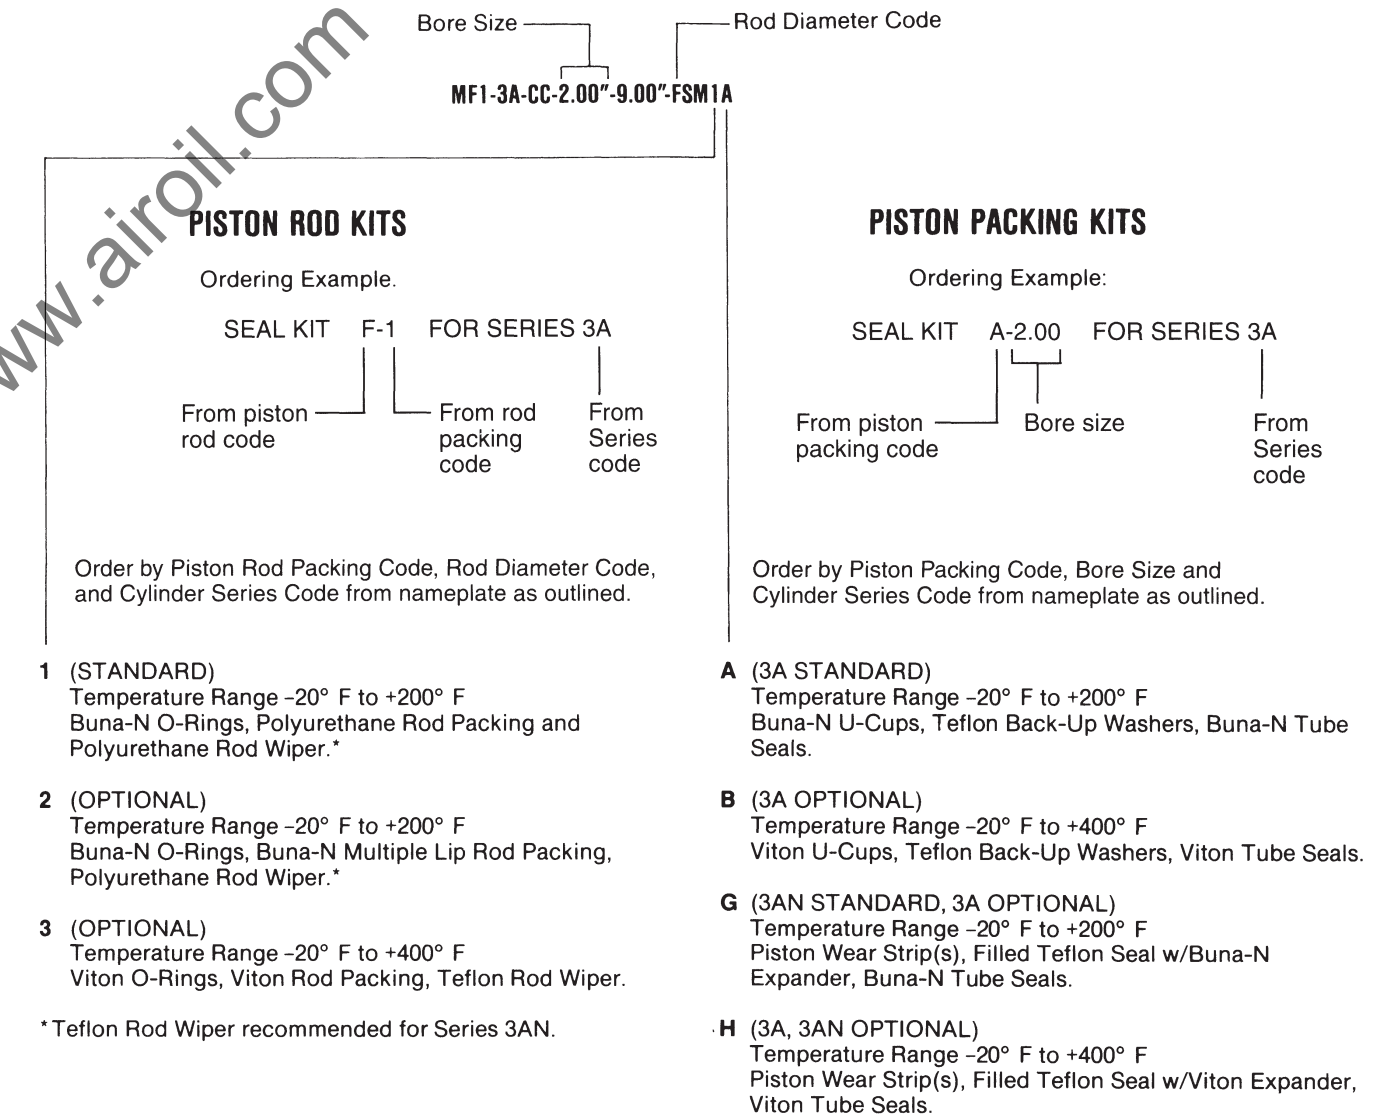 Bore Size
Rod Diameter Code
MF1-3A-CC-2.00"-9.00"-FSM1A
www.airoil.com
PISTON ROD KITS
Ordering Example.
SEAL KIT F-1 FOR SERIES 3A
From piston
rod code
From rod
packing
code
From
Series
code
Order by Piston Rod Packing Code, Rod Diameter Code,
and Cylinder Series Code from nameplate as outlined.
1 (STANDARD)
Temperature Range –20° F to +200° F
Buna-N O-Rings, Polyurethane Rod Packing and
Polyurethane Rod Wiper.*
2 (OPTIONAL)
Temperature Range –20° F to +200° F
Buna-N O-Rings, Buna-N Multiple Lip Rod Packing,
Polyurethane Rod Wiper.*
3 (OPTIONAL)
Temperature Range –20° F to +400° F
Viton O-Rings, Viton Rod Packing, Teflon Rod Wiper.
* Teflon Rod Wiper recommended for Series 3AN.
PISTON PACKING KITS
Ordering Example:
SEAL KIT A-2.00 FOR SERIES 3A
From piston
packing code
Bore size
From
Series
code
Order by Piston Packing Code, Bore Size and
Cylinder Series Code from nameplate as outlined.
A (3A STANDARD)
Temperature Range –20° F to +200° F
Buna-N U-Cups, Teflon Back-Up Washers, Buna-N Tube
Seals.
B (3A OPTIONAL)
Temperature Range –20° F to +400° F
Viton U-Cups, Teflon Back-Up Washers, Viton Tube Seals.
G (3AN STANDARD, 3A OPTIONAL)
Temperature Range –20° F to +200° F
Piston Wear Strip(s), Filled Teflon Seal w/Buna-N
Expander, Buna-N Tube Seals.
H (3A, 3AN OPTIONAL)
Temperature Range –20° F to +400° F
Piston Wear Strip(s), Filled Teflon Seal w/Viton Expander,
Viton Tube Seals.